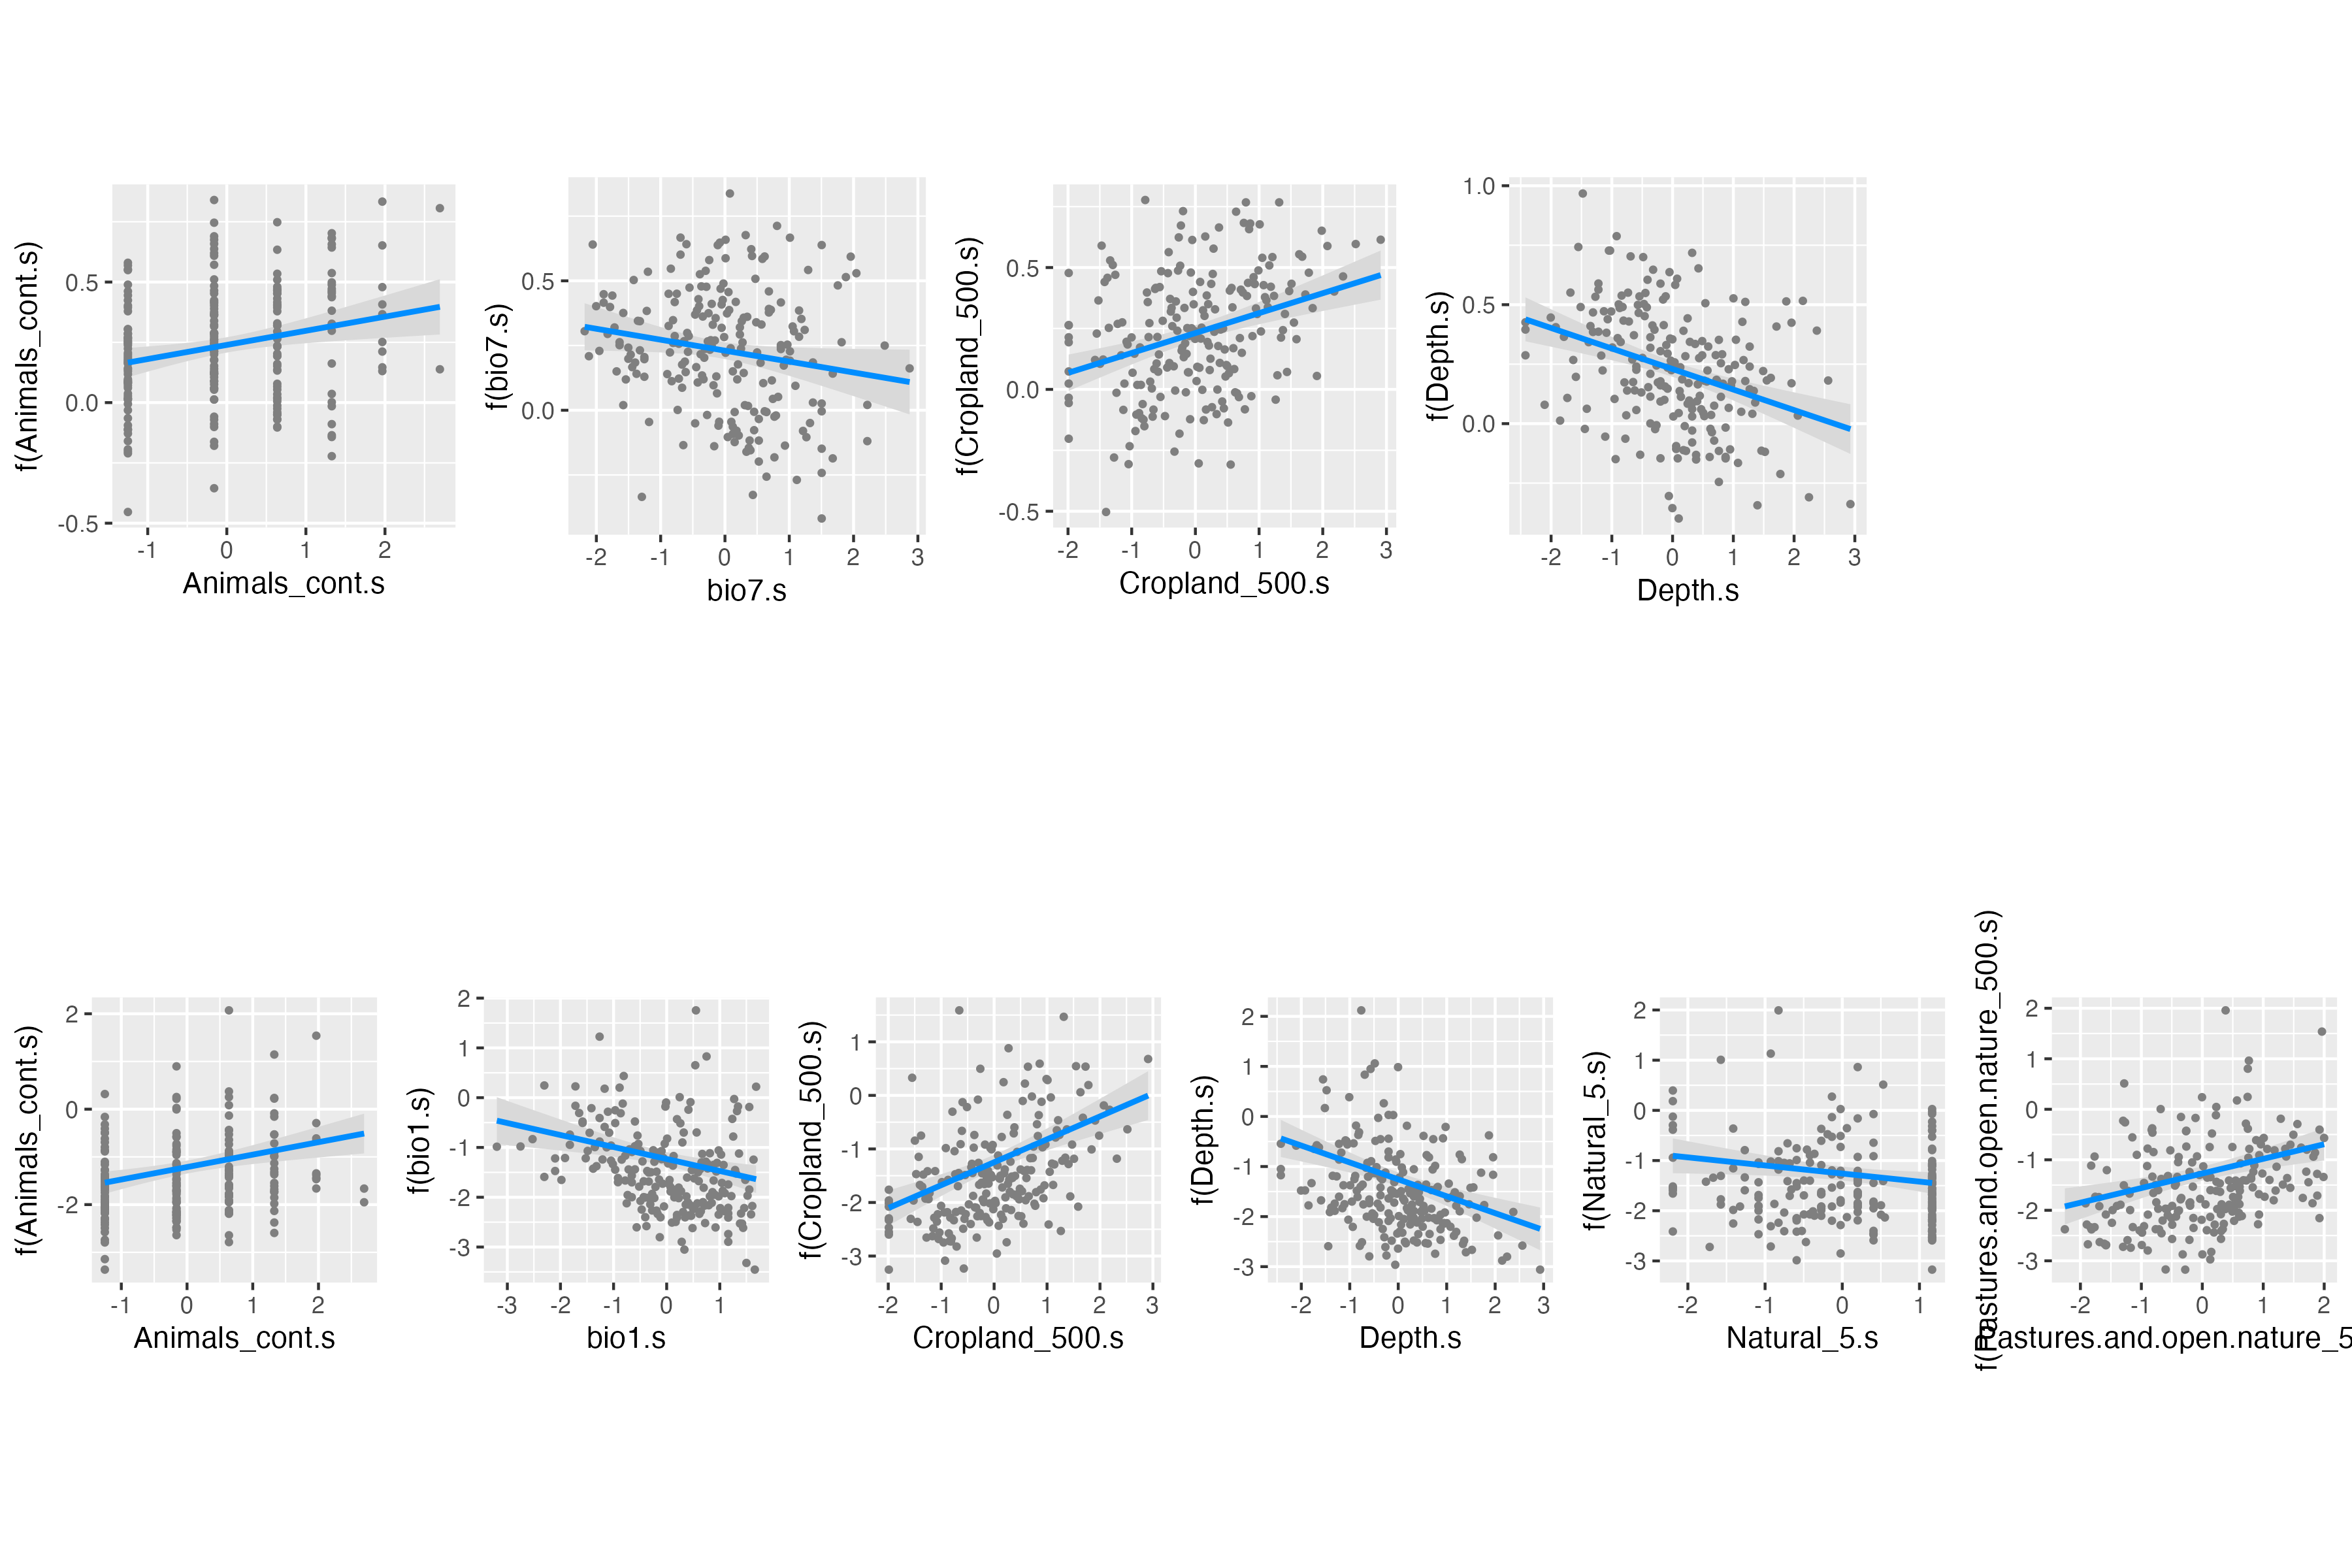 f(Animals_cont.s)
0.5
0.0
-0.5
-1 0 1 2
Animals_cont.s
f(bio7.s)
0.5
0.0
-2 -1 0 1 2 3
bio7.s
f(Cropland_500.s)
0.5
0.0
-0.5
-2 -1 0 1 2 3
Cropland_500.s
f(Depth.s)
1.0
0.5
0.0
-2 -1 0 1 2 3
Depth.s
f(Animals_cont.s)
2
0
-2
-1 0 1 2
Animals_cont.s
f(bio1.s)
2
1
0
-1
-2
-3
-3 -2 -1 0 1
bio1.s
f(Cropland_500.s)
1
0
-1
-2
-3
-2 -1 0 1 2 3
Cropland_500.s
f(Depth.s)
2
1
0
-1
-2
-3
-2 -1 0 1 2 3
Depth.s
f(Natural_5.s)
2
1
0
-1
-2
-3
-2 -1 0 1
Natural_5.s
f(Pastures.and.open.nature_500.s)
2
1
0
-1
-2
-3
-2 -1 0 1 2
Pastures.and.open.nature_5